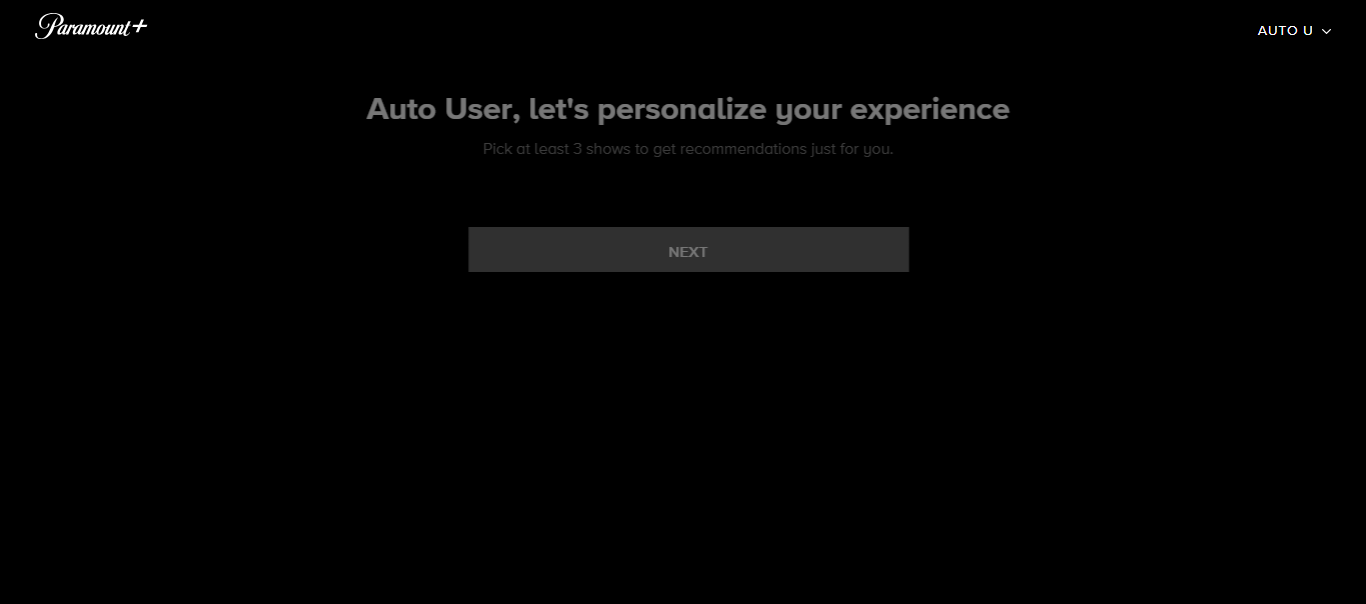 Paramount+
AUTO U
Auto User, let's personalize your experience
Pick at least 3 shows to get recommendations just for you.
NEXT